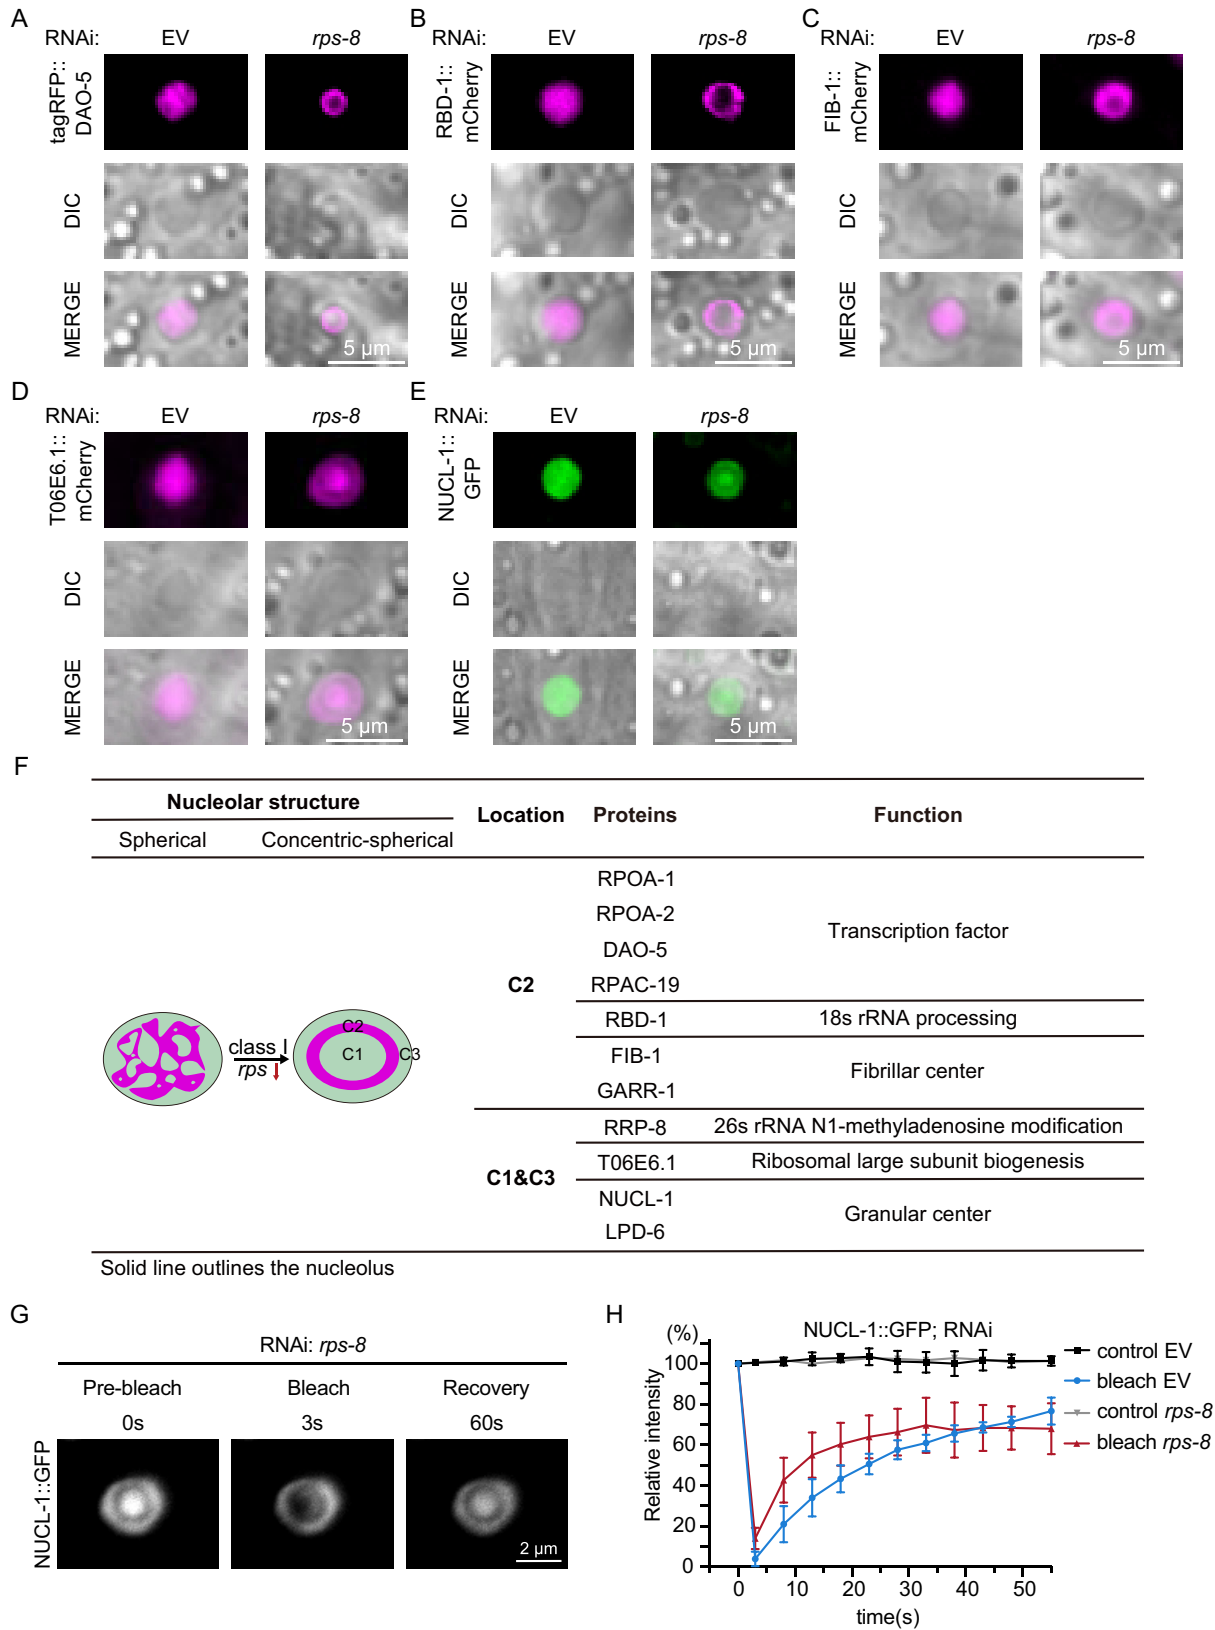 A
RNAi:
EV
rps-8
tagRFP::
DAO-5
DIC
MERGE
5 μm
B
RNAi:
EV
rps-8
RBD-1::
mCherry
DIC
MERGE
5 μm
C
RNAi:
EV
rps-8
FIB-1::
mCherry
DIC
MERGE
5 μm
D
RNAi:
EV
rps-8
T06E6.1::
mCherry
DIC
MERGE
5 μm
E
RNAi:
EV
rps-8
NUCL-1::
GFP
DIC
MERGE
5 μm
F
Nucleolar structure
Spherical
Concentric-spherical
Location
Proteins
Function
class I
rps
C2
C1
C3
C2
RPOA-1
RPOA-2
DAO-5
RPAC-19
Transcription factor
RBD-1
18s rRNA processing
FIB-1
GARR-1
Fibrillar center
C1&C3
RRP-8
26s rRNA N1-methyladenosine modification
T06E6.1
Ribosomal large subunit biogenesis
NUCL-1
LPD-6
Granular center
Solid line outlines the nucleolus
G
RNAi: rps-8
Pre-bleach
Bleach
Recovery
0s
3s
60s
NUCL-1::GFP
2 μm
H
NUCL-1::GFP; RNAi
(%)
100
80
60
40
20
0
Relative intensity
0
10
20
30
40
50
time(s)
control EV
bleach EV
control rps-8
bleach rps-8